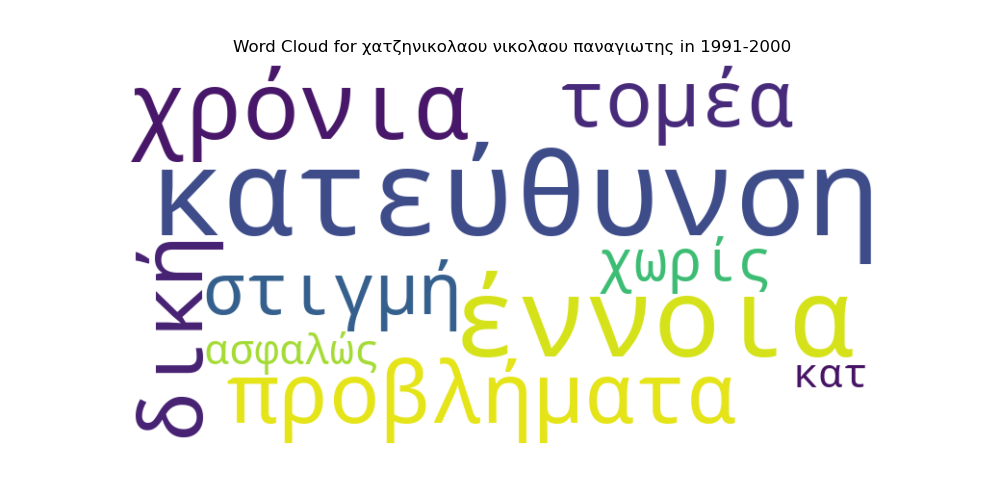 Word Cloud for χατζηνικολαου νικολαου παναγιωτης in 1991-2000
χρόνια
τομέα
κατεύθυνση
δική
στιγμή
χωρίς
έννοια
ασφαλώς
προβλήματα
κατ